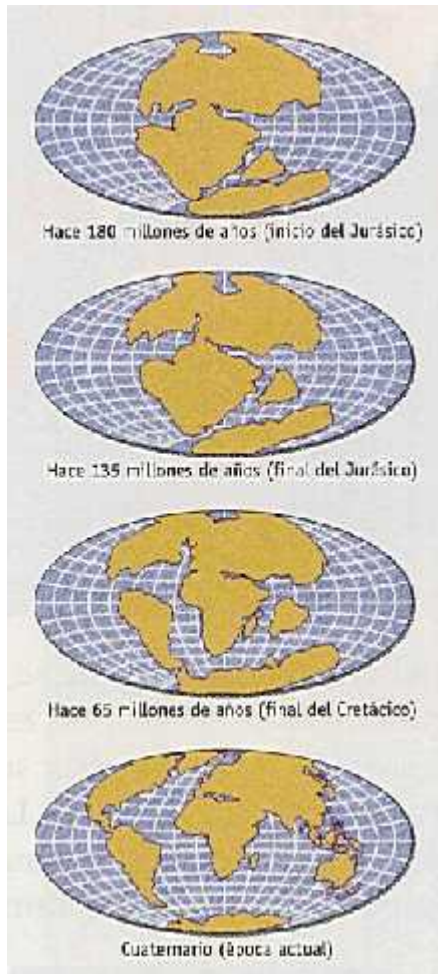 Hace 180 millones de años (inicio del Jurásico)
Hace 135 millones de años (final del Jurásico)
Hace 65 millones de años (final del Cretácico)
Cuaternario (época actual)